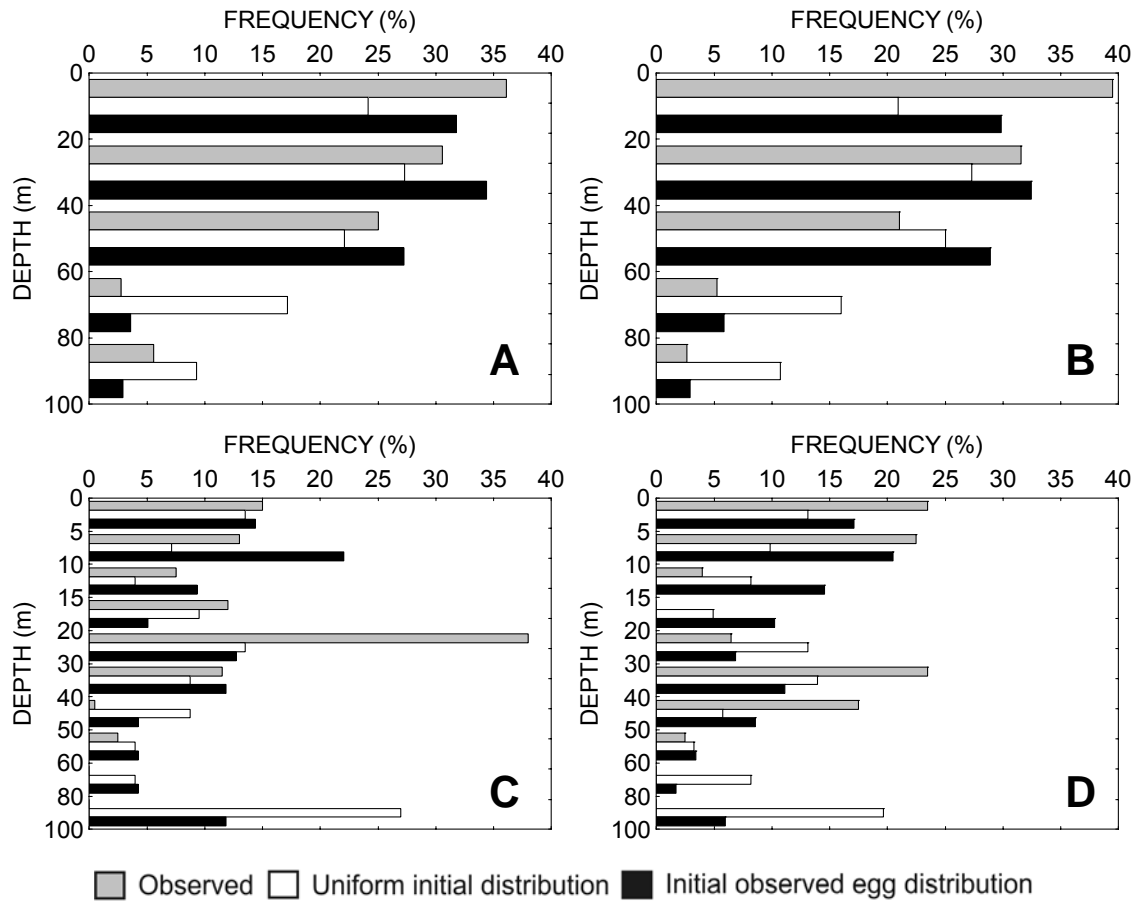 FREQUENCY (%) FREQUENCY (%)
0 5 10 15 20 25 30 35 40 0 5 10 15 20 25 30 35 40
0 0
20 20
40 40
60 60
80 80
100 100
DEPTH (m) DEPTH (m)
A B
FREQUENCY (%) FREQUENCY (%)
0 5 10 15 20 25 30 35 40 0 5 10 15 20 25 30 35 40
0 0
5 5
10 10
15 15
20 20
30 30
40 40
50 50
60 60
80 80
100 100
DEPTH (m) DEPTH (m)
C D
Observed Uniform initial distribution Initial observed egg distribution